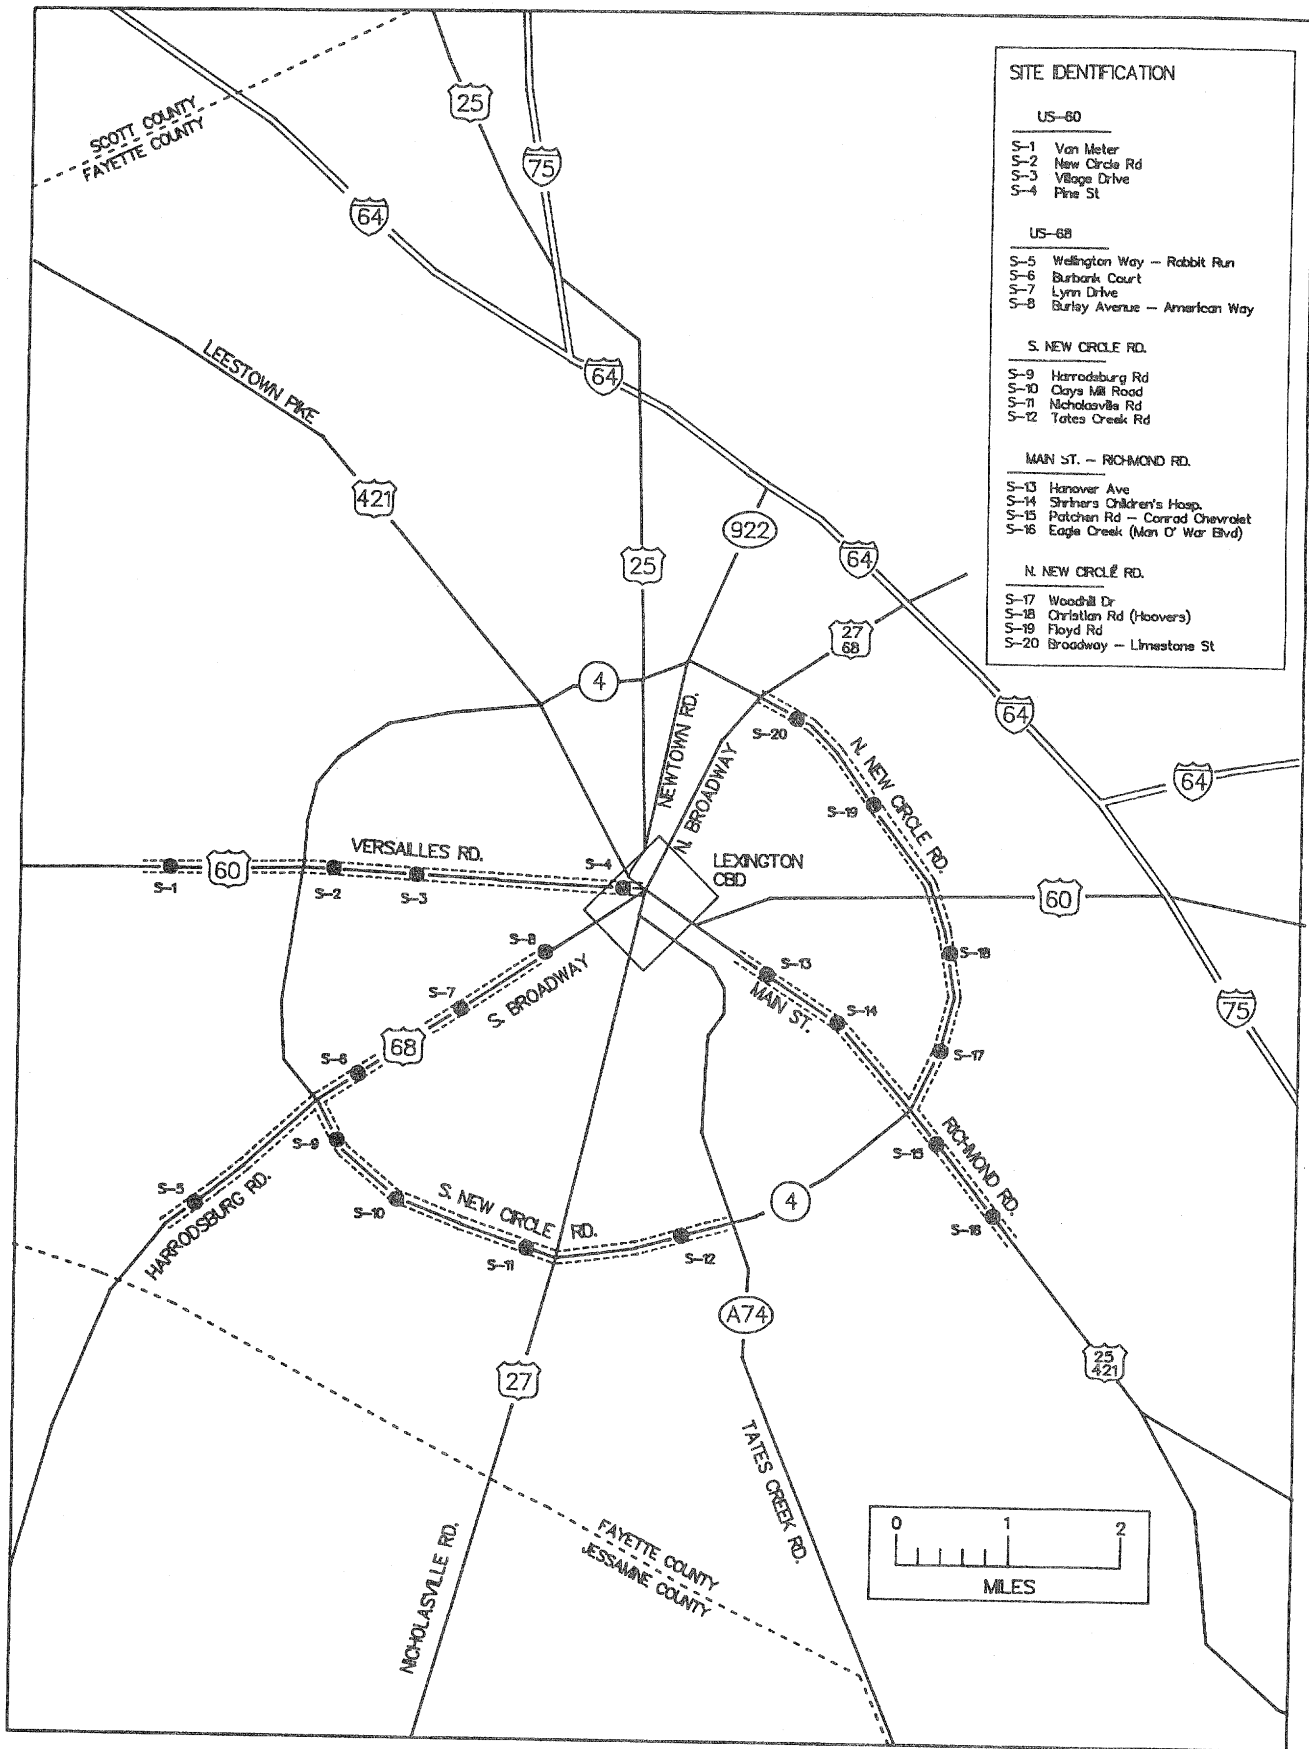 SITE IDENTIFICATION
US-60
S-1 Van Meter
S-2 New Circle Rd
S-3 Village Drive
S-4 Pine St
US-68
S-5 Wellington Way - Rabbit Run
S-6 Burbank Court
S-7 Lynn Drive
S-8 Burley Avenue - American Way
S. NEW CIRCLE RD.
S-9 Harrodsburg Rd
S-10 Clays Mill Road
S-11 Nicholasville Rd
S-12 Tates Creek Rd
MAIN ST. - RICHMOND RD.
S-13 Hanover Ave
S-14 Shriners Children's Hosp.
S-15 Patchen Rd - Conrad Chevrolet
S-16 Eagle Creek (Man O' War Blvd)
N. NEW CIRCLE RD.
S-17 Woodhill Dr
S-18 Christian Rd (Hoovers)
S-19 Floyd Rd
S-20 Broadway - Limestone St
25
75
SCOTT COUNTY
FAYETTE COUNTY
64
LEESTOWN PIKE
64
421
922
25
64
27
68
4
64
NEWTOWN RD.
S-20
N. NEW CIRCLE RD.
64
N. BROADWAY
S-19
VERSAILLES RD.
S-4
LEXINGTON
CBD
60
S-1
S-2
S-3
60
S-8
S-18
S-13
S. BROADWAY
S-7
MAIN ST.
S-14
75
68
S-6
S-17
S-9
S-15
RICHMOND RD.
S-5
HARRODSBURG RD.
S-10
S. NEW CIRCLE RD.
4
S-16
S-11
S-12
A74
25
421
27
TATES CREEK RD.
NICHOLASVILLE RD.
FAYETTE COUNTY
JESSAMINE COUNTY
0 1 2
MILES